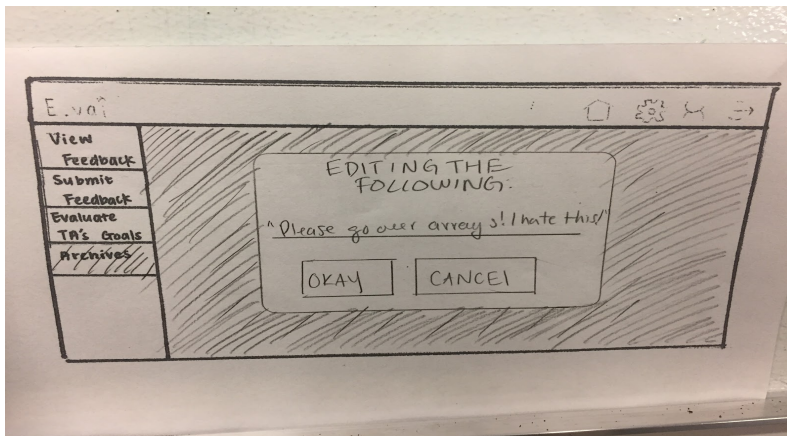 E.val
View
Feedback
Submit
Feedback
Evaluate
TA's Goals
Archives
EDITING THE
FOLLOWING:
"Please go over arrays! I hate this!"
OKAY
CANCEl